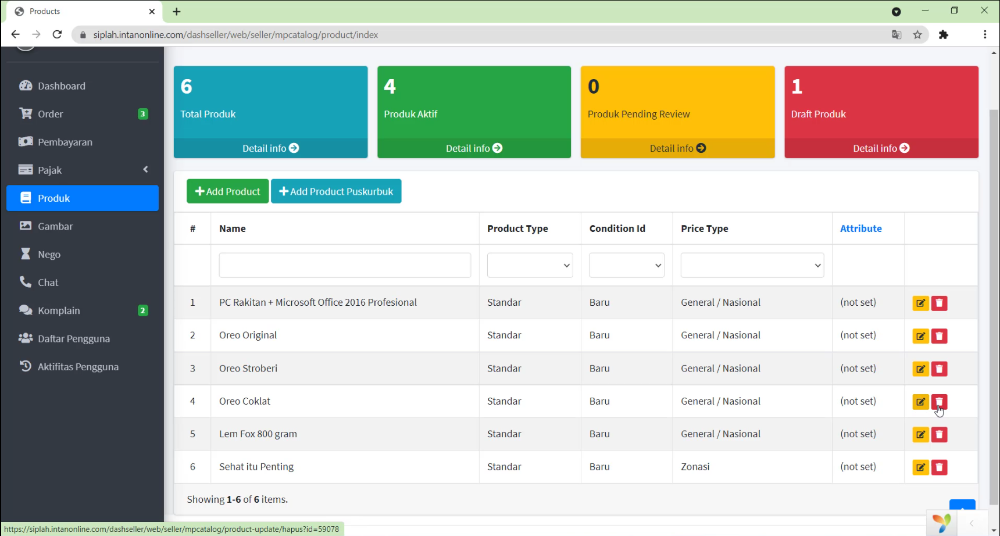 Products
siplah.intanonline.com/dashseller/web/seller/mpcatalog/product/index
Dashboard
Order 3
Pembayaran
Pajak
Produk
Gambar
Nego
Chat
Komplain 2
Daftar Pengguna
Aktifitas Pengguna
6
Total Produk
Detail info
4
Produk Aktif
Detail info
0
Produk Pending Review
Detail info
1
Draft Produk
Detail info
+Add Product +Add Product Puskurbuk
# Name Product Type Condition Id Price Type Attribute
1 PC Rakitan + Microsoft Office 2016 Profesional Standar Baru General / Nasional (not set)
2 Oreo Original Standar Baru General / Nasional (not set)
3 Oreo Stroberi Standar Baru General / Nasional (not set)
4 Oreo Coklat Standar Baru General / Nasional (not set)
5 Lem Fox 800 gram Standar Baru General / Nasional (not set)
6 Sehat itu Penting Standar Baru Zonasi (not set)
Showing 1-6 of 6 items.
https://siplah.intanonline.com/dashseller/web/seller/mpcatalog/product-update/hapus?id=59078